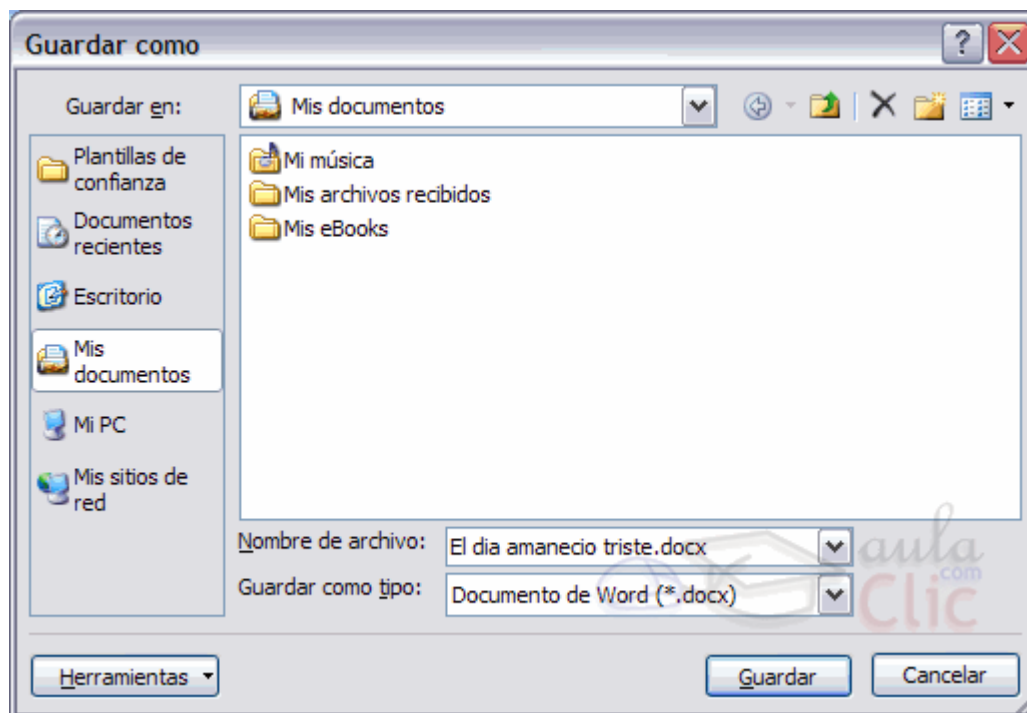 Guardar como
Guardar en:
Mis documentos
Plantillas de
confianza
Documentos
recientes
Escritorio
Mis
documentos
Mi PC
Mis sitios de
red
Mi música
Mis archivos recibidos
Mis eBooks
Nombre de archivo:
El dia amanecio triste.docx
Guardar como tipo:
Documento de Word (*.docx)
aula
.com
Clic
Herramientas
Guardar
Cancelar